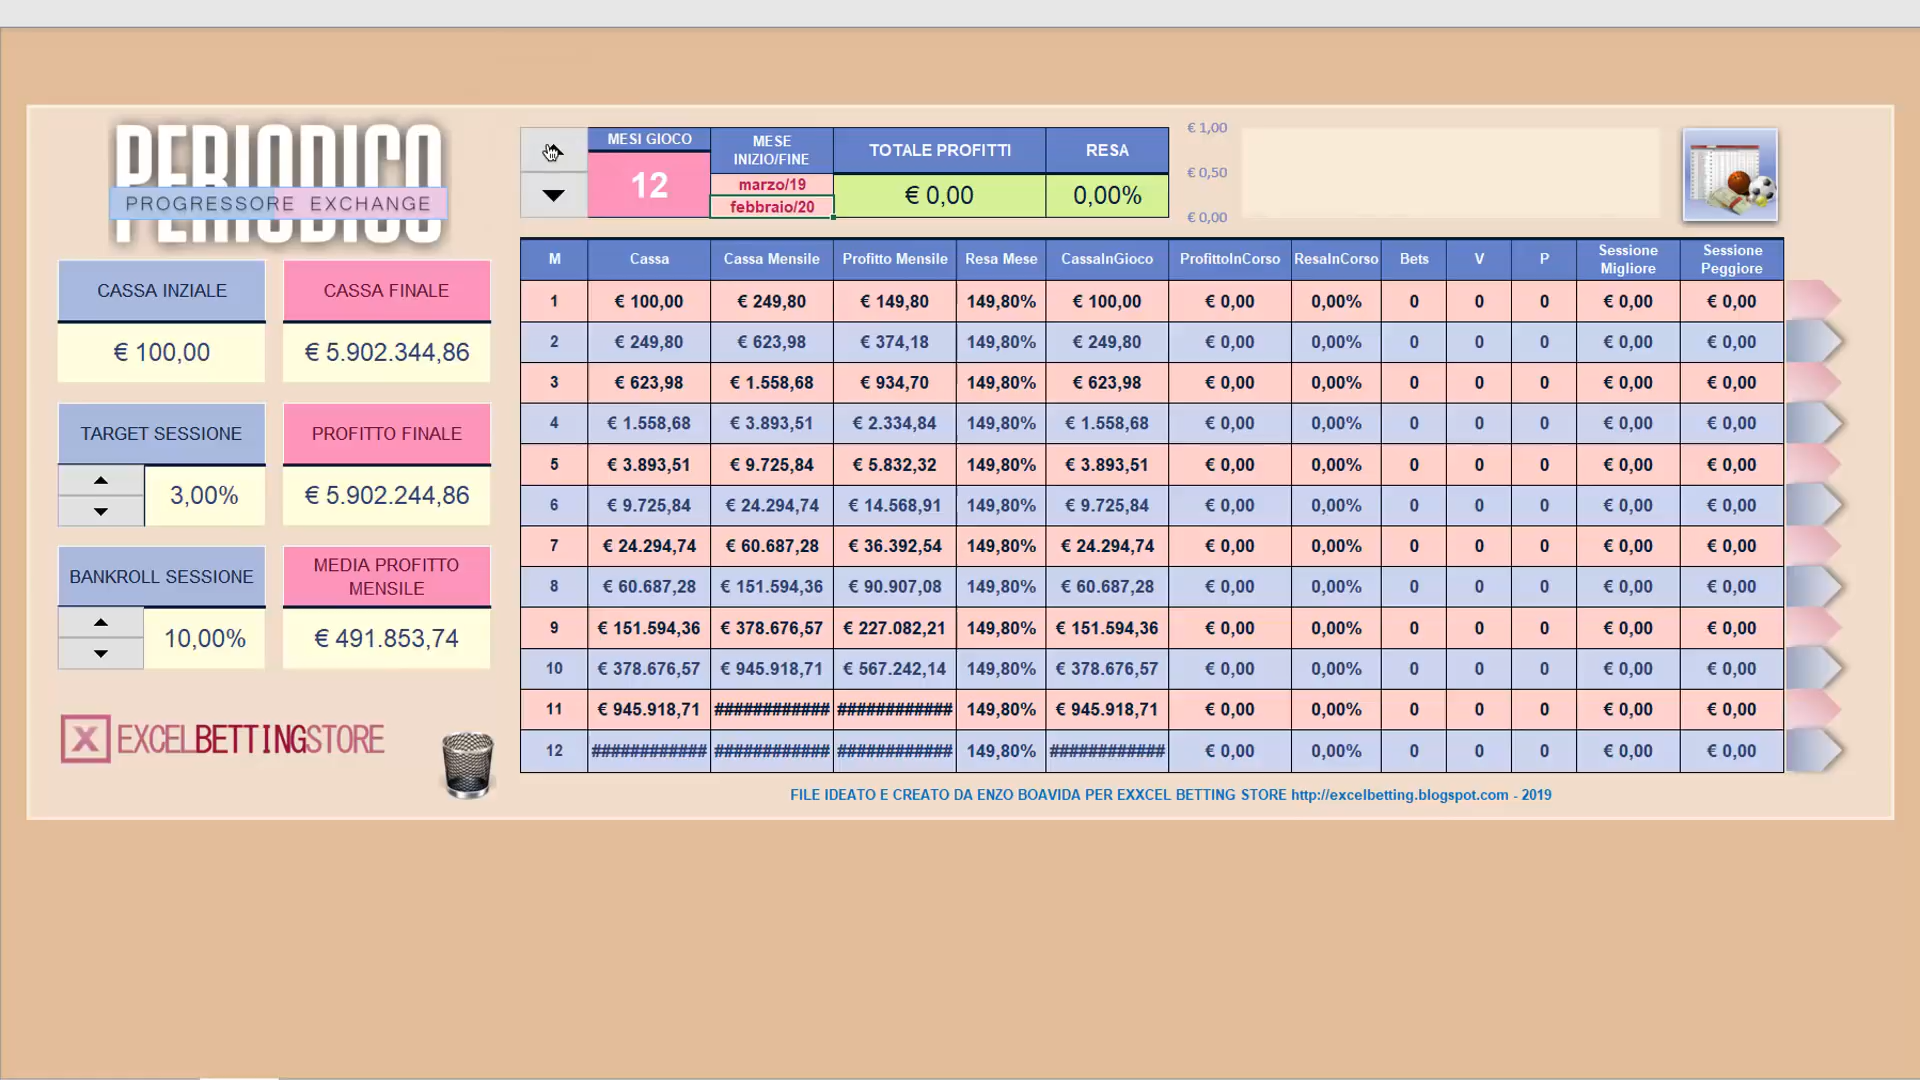 PERIODICO
PROGRESSORE EXCHANGE
MESI GIOCO
12
MESE
INIZIO/FINE
marzo/19
febbraio/20
TOTALE PROFITTI
€ 0,00
RESA
0,00%
€ 1,00
€ 0,50
€ 0,00
CASSA INZIALE
€ 100,00
CASSA FINALE
€ 5.902.344,86
TARGET SESSIONE
3,00%
PROFITTO FINALE
€ 5.902.244,86
BANKROLL SESSIONE
10,00%
MEDIA PROFITTO
MENSILE
€ 491.853,74
X EXCELBETTINGSTORE
M Cassa Cassa Mensile Profitto Mensile Resa Mese CassaInGioco ProfittoInCorso ResaInCorso Bets V P Sessione Migliore Sessione Peggiore
1 € 100,00 € 249,80 € 149,80 149,80% € 100,00 € 0,00 0,00% 0 0 0 € 0,00 € 0,00
2 € 249,80 € 623,98 € 374,18 149,80% € 249,80 € 0,00 0,00% 0 0 0 € 0,00 € 0,00
3 € 623,98 € 1.558,68 € 934,70 149,80% € 623,98 € 0,00 0,00% 0 0 0 € 0,00 € 0,00
4 € 1.558,68 € 3.893,51 € 2.334,84 149,80% € 1.558,68 € 0,00 0,00% 0 0 0 € 0,00 € 0,00
5 € 3.893,51 € 9.725,84 € 5.832,32 149,80% € 3.893,51 € 0,00 0,00% 0 0 0 € 0,00 € 0,00
6 € 9.725,84 € 24.294,74 € 14.568,91 149,80% € 9.725,84 € 0,00 0,00% 0 0 0 € 0,00 € 0,00
7 € 24.294,74 € 60.687,28 € 36.392,54 149,80% € 24.294,74 € 0,00 0,00% 0 0 0 € 0,00 € 0,00
8 € 60.687,28 € 151.594,36 € 90.907,08 149,80% € 60.687,28 € 0,00 0,00% 0 0 0 € 0,00 € 0,00
9 € 151.594,36 € 378.676,57 € 227.082,21 149,80% € 151.594,36 € 0,00 0,00% 0 0 0 € 0,00 € 0,00
10 € 378.676,57 € 945.918,71 € 567.242,14 149,80% € 378.676,57 € 0,00 0,00% 0 0 0 € 0,00 € 0,00
11 € 945.918,71 ############ ############ 149,80% € 945.918,71 € 0,00 0,00% 0 0 0 € 0,00 € 0,00
12 ############ ############ ############ 149,80% ############ € 0,00 0,00% 0 0 0 € 0,00 € 0,00
FILE IDEATO E CREATO DA ENZO BOAVIDA PER EXXCEL BETTING STORE http://excelbetting.blogspot.com - 2019